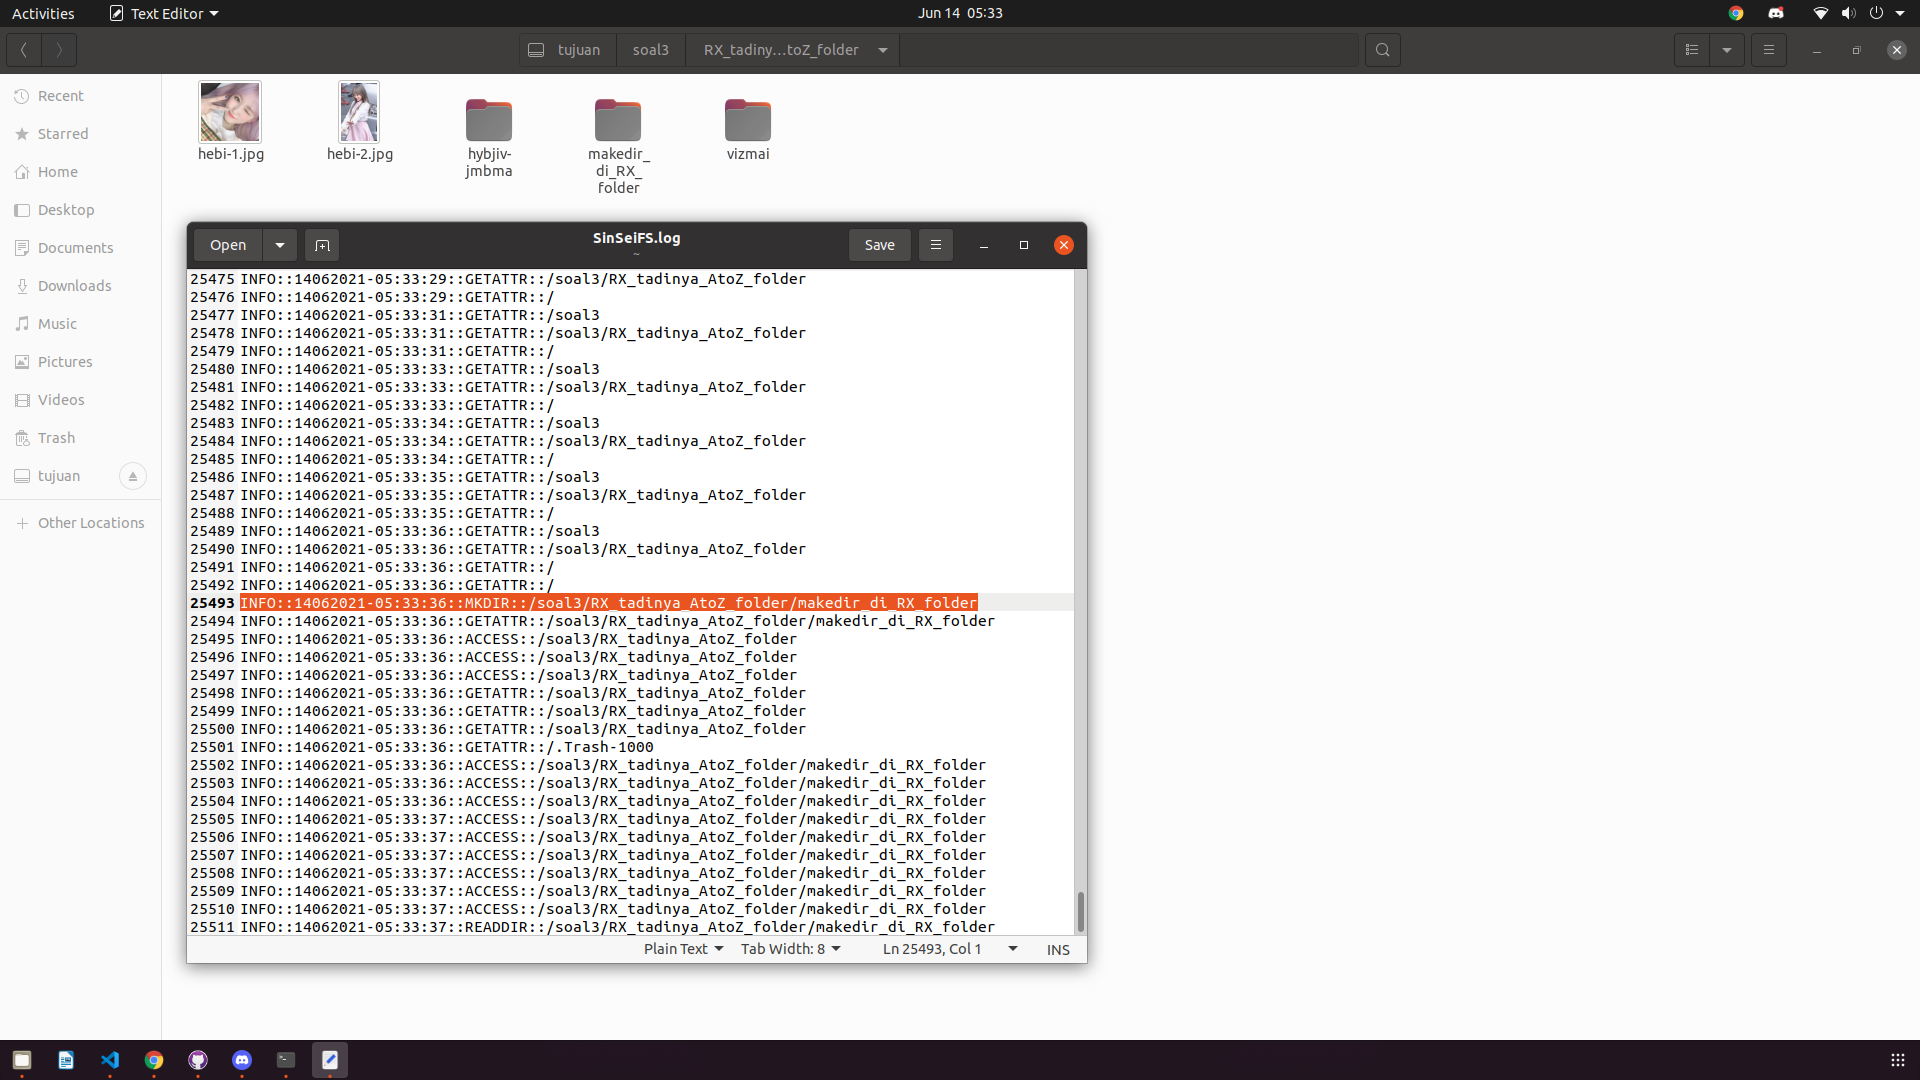 Activities
Text Editor
Jun 14 05:33
tujuan
soal3
RX_tadiny…toZ_folder
Recent
Starred
Home
Desktop
Documents
Downloads
Music
Pictures
Videos
Trash
tujuan
Other Locations
hebi-1.jpg
hebi-2.jpg
hybjiv-
jmbma
makedir_
di_RX_
folder
vizmai
Open
SinSeiFS.log
~
Save
25475 INFO::14062021-05:33:29::GETATTR::/soal3/RX_tadinya_AtoZ_folder
25476 INFO::14062021-05:33:29::GETATTR::/
25477 INFO::14062021-05:33:31::GETATTR::/soal3
25478 INFO::14062021-05:33:31::GETATTR::/soal3/RX_tadinya_AtoZ_folder
25479 INFO::14062021-05:33:31::GETATTR::/
25480 INFO::14062021-05:33:33::GETATTR::/soal3
25481 INFO::14062021-05:33:33::GETATTR::/soal3/RX_tadinya_AtoZ_folder
25482 INFO::14062021-05:33:33::GETATTR::/
25483 INFO::14062021-05:33:34::GETATTR::/soal3
25484 INFO::14062021-05:33:34::GETATTR::/soal3/RX_tadinya_AtoZ_folder
25485 INFO::14062021-05:33:34::GETATTR::/
25486 INFO::14062021-05:33:35::GETATTR::/soal3
25487 INFO::14062021-05:33:35::GETATTR::/soal3/RX_tadinya_AtoZ_folder
25488 INFO::14062021-05:33:35::GETATTR::/
25489 INFO::14062021-05:33:36::GETATTR::/soal3
25490 INFO::14062021-05:33:36::GETATTR::/soal3/RX_tadinya_AtoZ_folder
25491 INFO::14062021-05:33:36::GETATTR::/
25492 INFO::14062021-05:33:36::GETATTR::/
25493 INFO::14062021-05:33:36::MKDIR::/soal3/RX_tadinya_AtoZ_folder/makedir_di_RX_folder
25494 INFO::14062021-05:33:36::GETATTR::/soal3/RX_tadinya_AtoZ_folder/makedir_di_RX_folder
25495 INFO::14062021-05:33:36::ACCESS::/soal3/RX_tadinya_AtoZ_folder
25496 INFO::14062021-05:33:36::ACCESS::/soal3/RX_tadinya_AtoZ_folder
25497 INFO::14062021-05:33:36::ACCESS::/soal3/RX_tadinya_AtoZ_folder
25498 INFO::14062021-05:33:36::GETATTR::/soal3/RX_tadinya_AtoZ_folder
25499 INFO::14062021-05:33:36::GETATTR::/soal3/RX_tadinya_AtoZ_folder
25500 INFO::14062021-05:33:36::GETATTR::/soal3/RX_tadinya_AtoZ_folder
25501 INFO::14062021-05:33:36::GETATTR::/.Trash-1000
25502 INFO::14062021-05:33:36::ACCESS::/soal3/RX_tadinya_AtoZ_folder/makedir_di_RX_folder
25503 INFO::14062021-05:33:36::ACCESS::/soal3/RX_tadinya_AtoZ_folder/makedir_di_RX_folder
25504 INFO::14062021-05:33:36::ACCESS::/soal3/RX_tadinya_AtoZ_folder/makedir_di_RX_folder
25505 INFO::14062021-05:33:37::ACCESS::/soal3/RX_tadinya_AtoZ_folder/makedir_di_RX_folder
25506 INFO::14062021-05:33:37::ACCESS::/soal3/RX_tadinya_AtoZ_folder/makedir_di_RX_folder
25507 INFO::14062021-05:33:37::ACCESS::/soal3/RX_tadinya_AtoZ_folder/makedir_di_RX_folder
25508 INFO::14062021-05:33:37::ACCESS::/soal3/RX_tadinya_AtoZ_folder/makedir_di_RX_folder
25509 INFO::14062021-05:33:37::ACCESS::/soal3/RX_tadinya_AtoZ_folder/makedir_di_RX_folder
25510 INFO::14062021-05:33:37::ACCESS::/soal3/RX_tadinya_AtoZ_folder/makedir_di_RX_folder
25511 INFO::14062021-05:33:37::READDIR::/soal3/RX_tadinya_AtoZ_folder/makedir_di_RX_folder
Plain Text
Tab Width: 8
Ln 25493, Col 1
INS